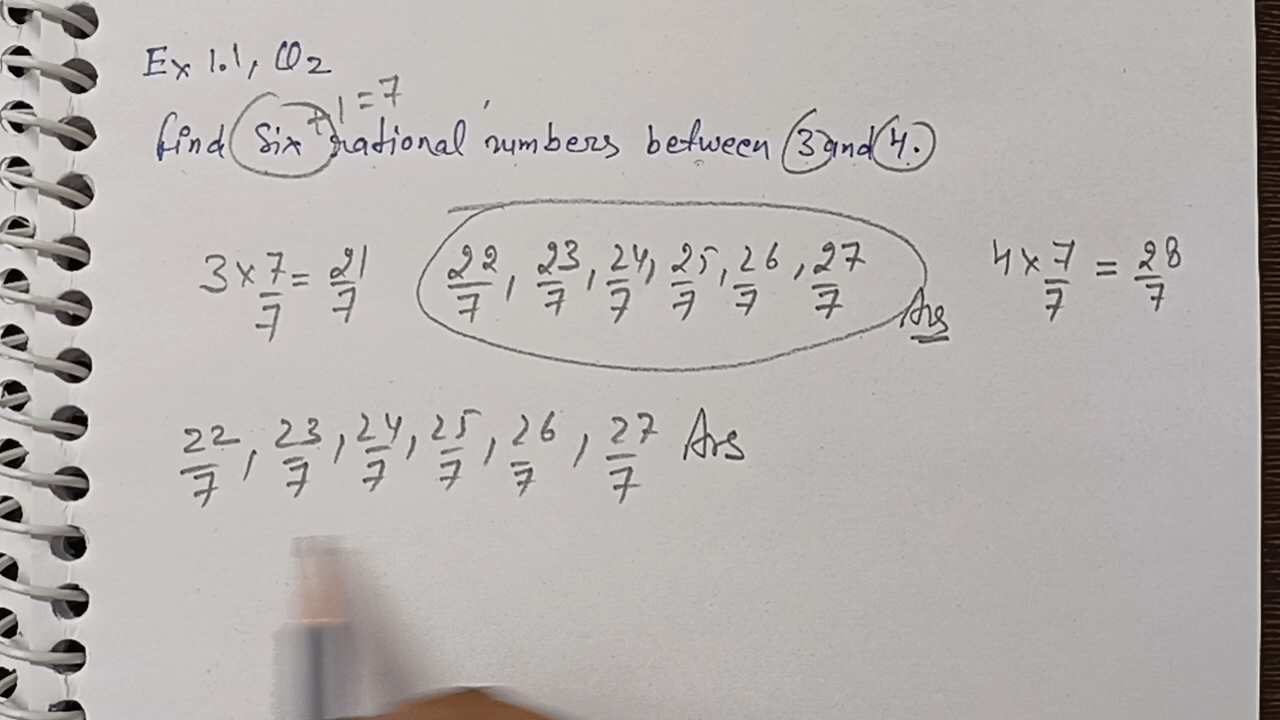 Ex 1.1, Q2
+1 = 7
find six rational numbers between 3 and 4.
3 × 7/7 = 21/7 22/7, 23/7, 24/7, 25/7, 26/7, 27/7 Ans 4 × 7/7 = 28/7
22/7, 23/7, 24/7, 25/7, 26/7, 27/7 Ans